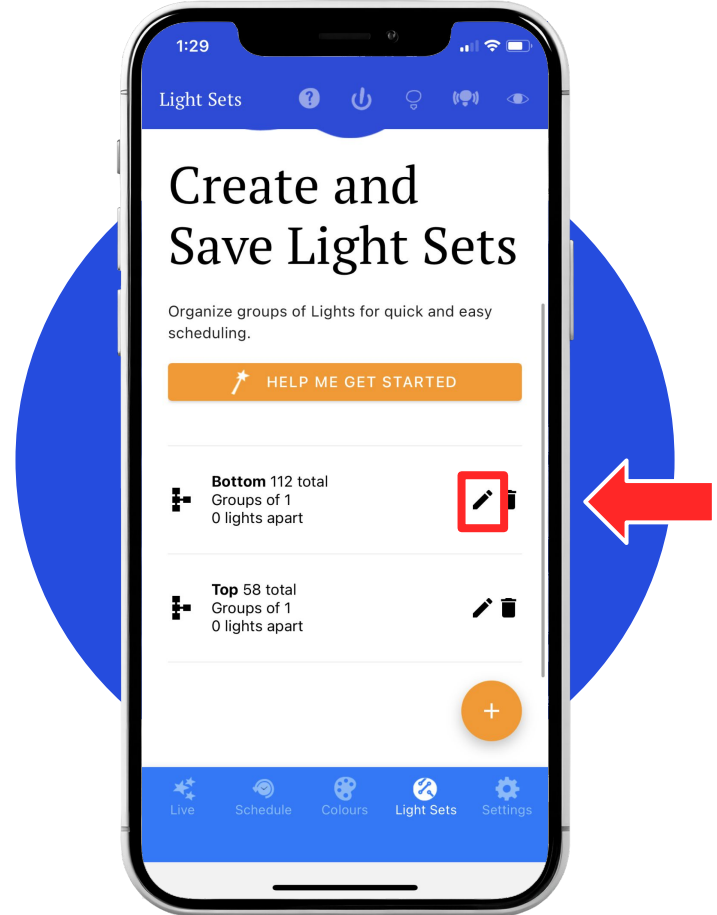 1:29
Light Sets
Create and
Save Light Sets
Organize groups of Lights for quick and easy
scheduling.
HELP ME GET STARTED
Bottom 112 total
Groups of 1
0 lights apart
Top 58 total
Groups of 1
0 lights apart
Live Schedule Colours Light Sets Settings